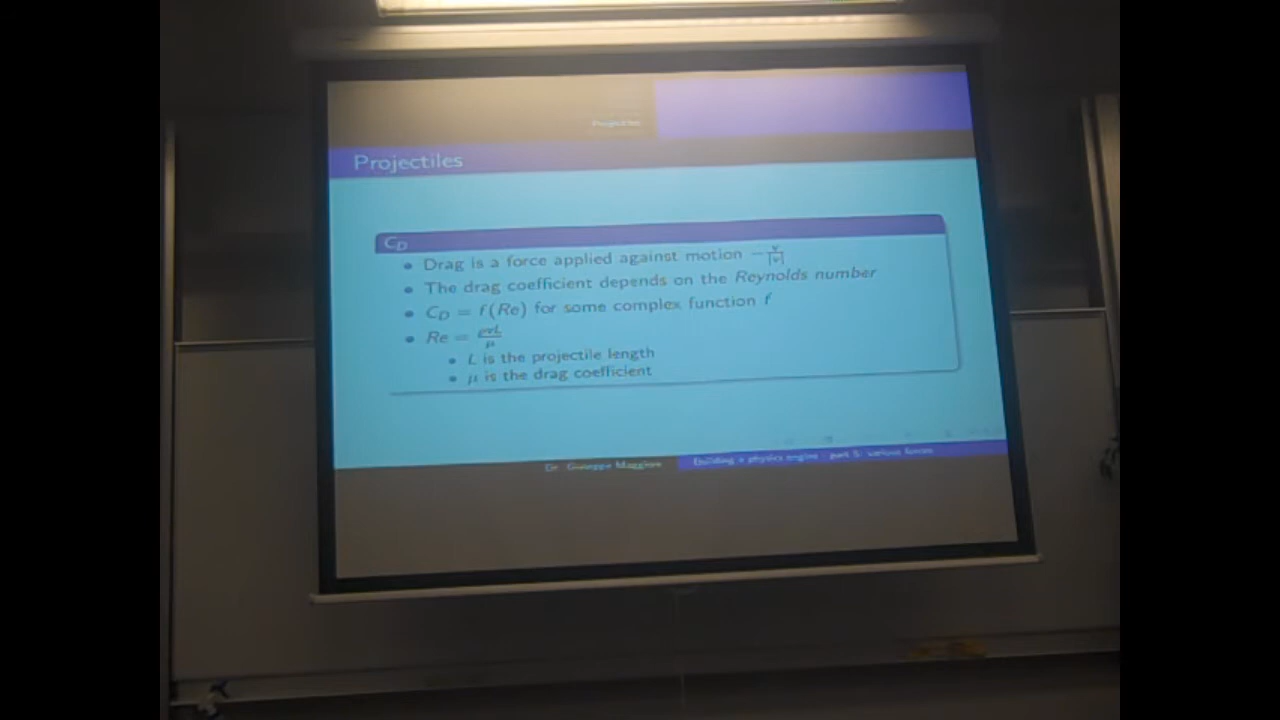 Projectiles
Projectiles
C_D
• Drag is a force applied against motion −v/|v|
• The drag coefficient depends on the Reynolds number
• C_D = f(Re) for some complex function f
• Re = ρvL/μ
• L is the projectile length
• μ is the drag coefficient
Dr. Giuseppe Maggiore
Building a physics engine - part 5: various forces